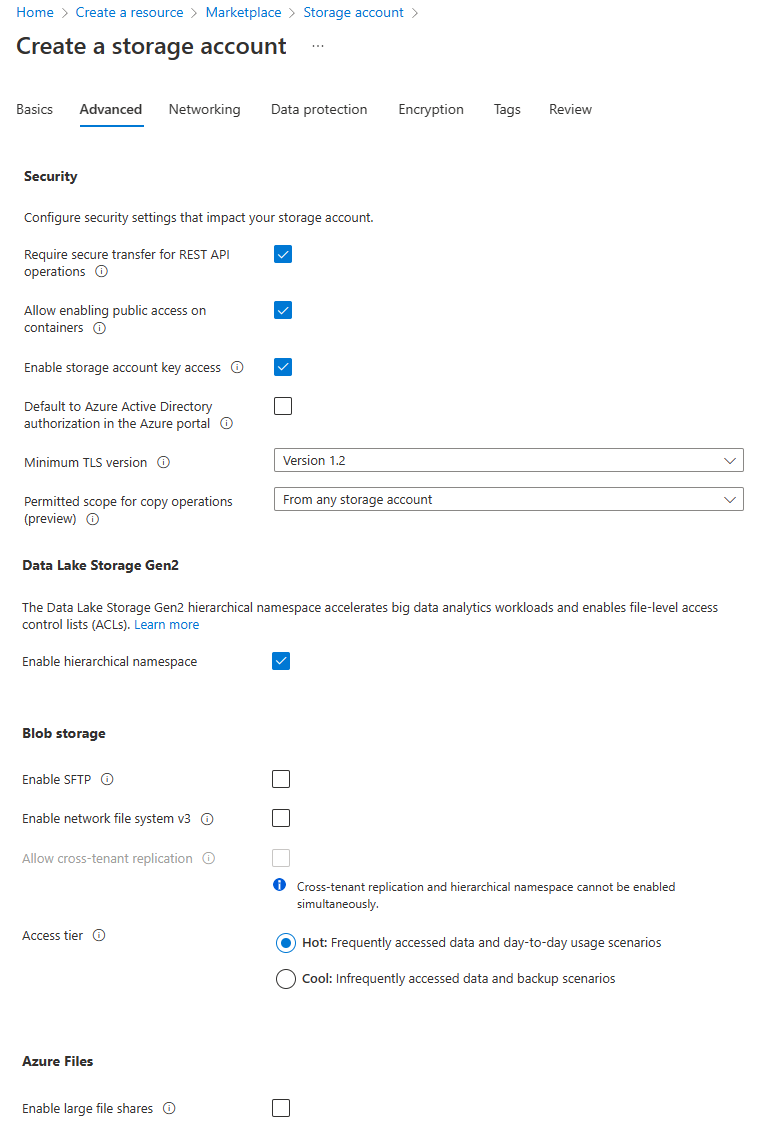 Home > Create a resource > Marketplace > Storage account >
Create a storage account ...
Basics Advanced Networking Data protection Encryption Tags Review
Security
Configure security settings that impact your storage account.
Require secure transfer for REST API
operations
Allow enabling public access on
containers
Enable storage account key access
Default to Azure Active Directory
authorization in the Azure portal
Minimum TLS version
Version 1.2
Permitted scope for copy operations
(preview)
From any storage account
Data Lake Storage Gen2
The Data Lake Storage Gen2 hierarchical namespace accelerates big data analytics workloads and enables file-level access
control lists (ACLs). Learn more
Enable hierarchical namespace
Blob storage
Enable SFTP
Enable network file system v3
Allow cross-tenant replication
Cross-tenant replication and hierarchical namespace cannot be enabled
simultaneously.
Access tier
Hot: Frequently accessed data and day-to-day usage scenarios
Cool: Infrequently accessed data and backup scenarios
Azure Files
Enable large file shares